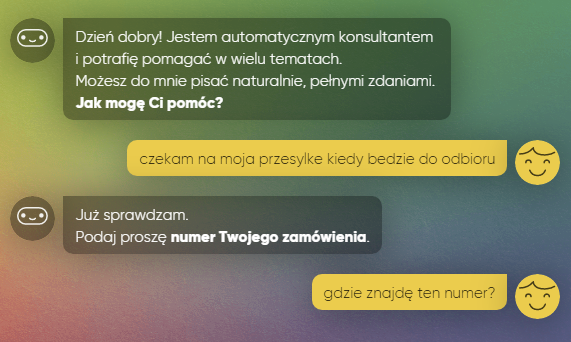 Dzień dobry! Jestem automatycznym konsultantem
i potrafię pomagać w wielu tematach.
Możesz do mnie pisać naturalnie, pełnymi zdaniami.
Jak mogę Ci pomóc?
czekam na moja przesylke kiedy bedzie do odbioru
Już sprawdzam.
Podaj proszę numer Twojego zamówienia.
gdzie znajdę ten numer?